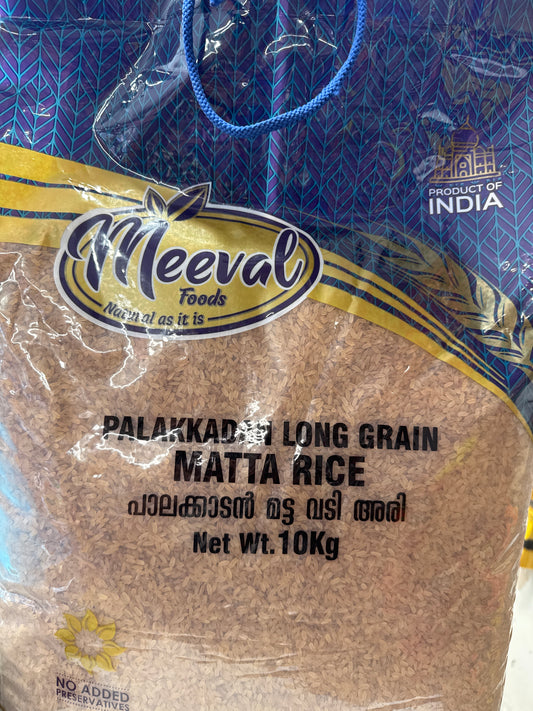 PRODUCT OF
INDIA
Meeval
Foods
Natural as it is
PALAKKADAN LONG GRAIN
MATTA RICE
പാലക്കാടൻ മട്ട വടി അരി
Net Wt.10Kg
NO ADDED
PRESERVATIVES